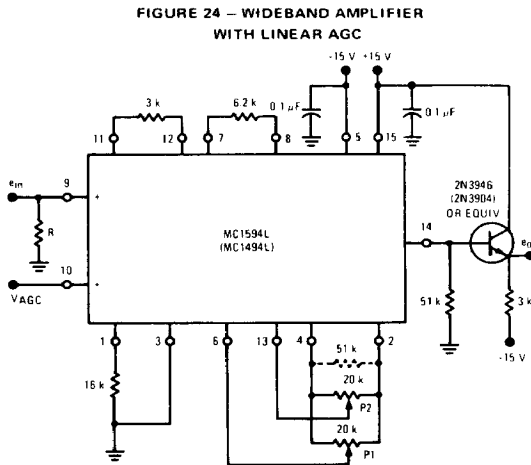 FIGURE 24 – WIDEBAND AMPLIFIER
WITH LINEAR AGC
-15 V +15 V
3 k
6.2 k
0.1 µF
0.1 µF
11 12 7 8 5 15
2N3946
(2N3904)
OR EQUIV
ein
9
+
MC1594L
(MC1494L)
14
eo
R
10
VAGC
+
51 k
3 k
1 3 6 13 4 2
-15 V
51 k
16 k
20 k
P2
20 k
P1